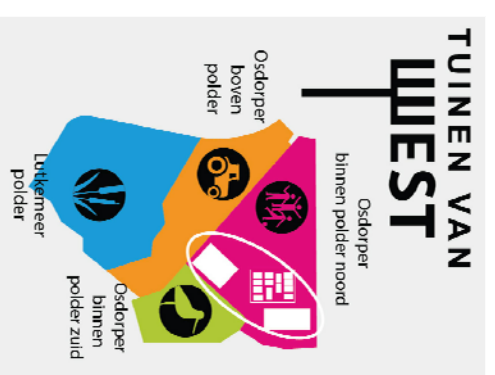 TUINEN VAN
WEST
Osdorper
binnen polder noord
Osdorper
boven
polder
Osdorper
binnen
polder zuid
Lutkemeer
polder